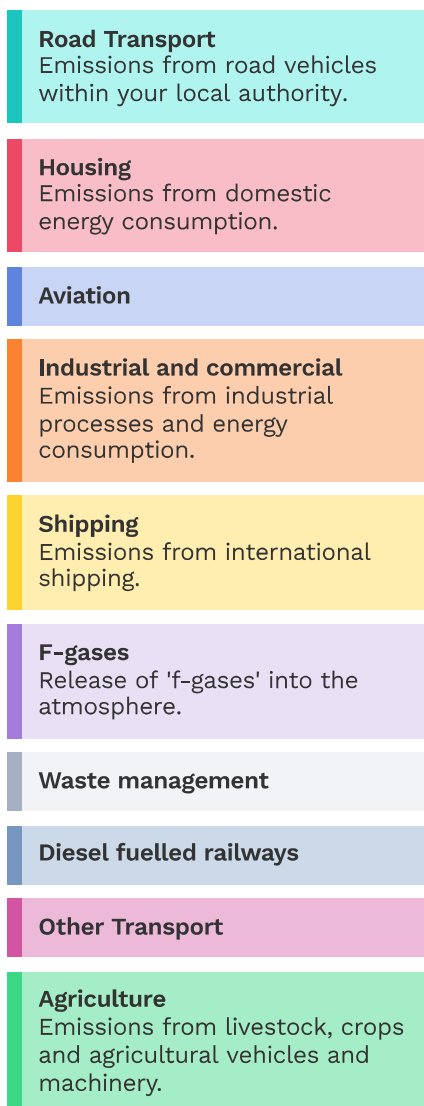 Road Transport
Emissions from road vehicles
within your local authority.
Housing
Emissions from domestic
energy consumption.
Aviation
Industrial and commercial
Emissions from industrial
processes and energy
consumption.
Shipping
Emissions from international
shipping.
F-gases
Release of 'f-gases' into the
atmosphere.
Waste management
Diesel fuelled railways
Other Transport
Agriculture
Emissions from livestock, crops
and agricultural vehicles and
machinery.